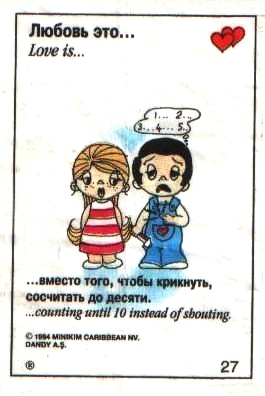 Любовь это...
Love is...
1... 2...
3...4... 5..
...вместо того, чтобы крикнуть,
сосчитать до десяти.
...counting until 10 instead of shouting.
© 1994 MINIKIM CARIBBEAN NV.
DANDY A.Ş.
® 27